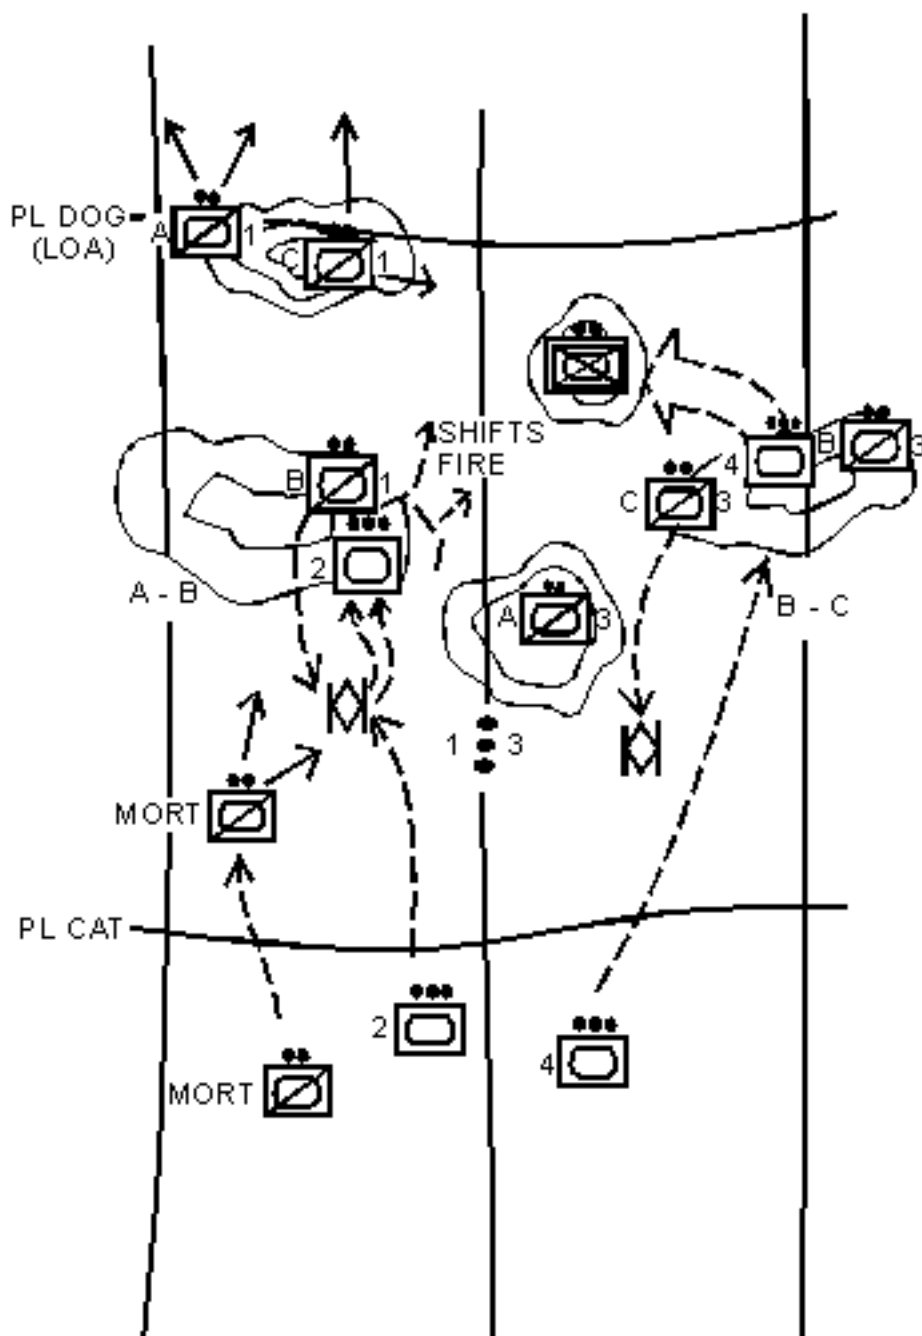 PL DOG
(LOA)
A 1
C 1
SHIFTS
FIRE
B 1
4 B 3
C 3
2
A - B
A 3
B - C
1 3
MORT
PL CAT
2
4
MORT